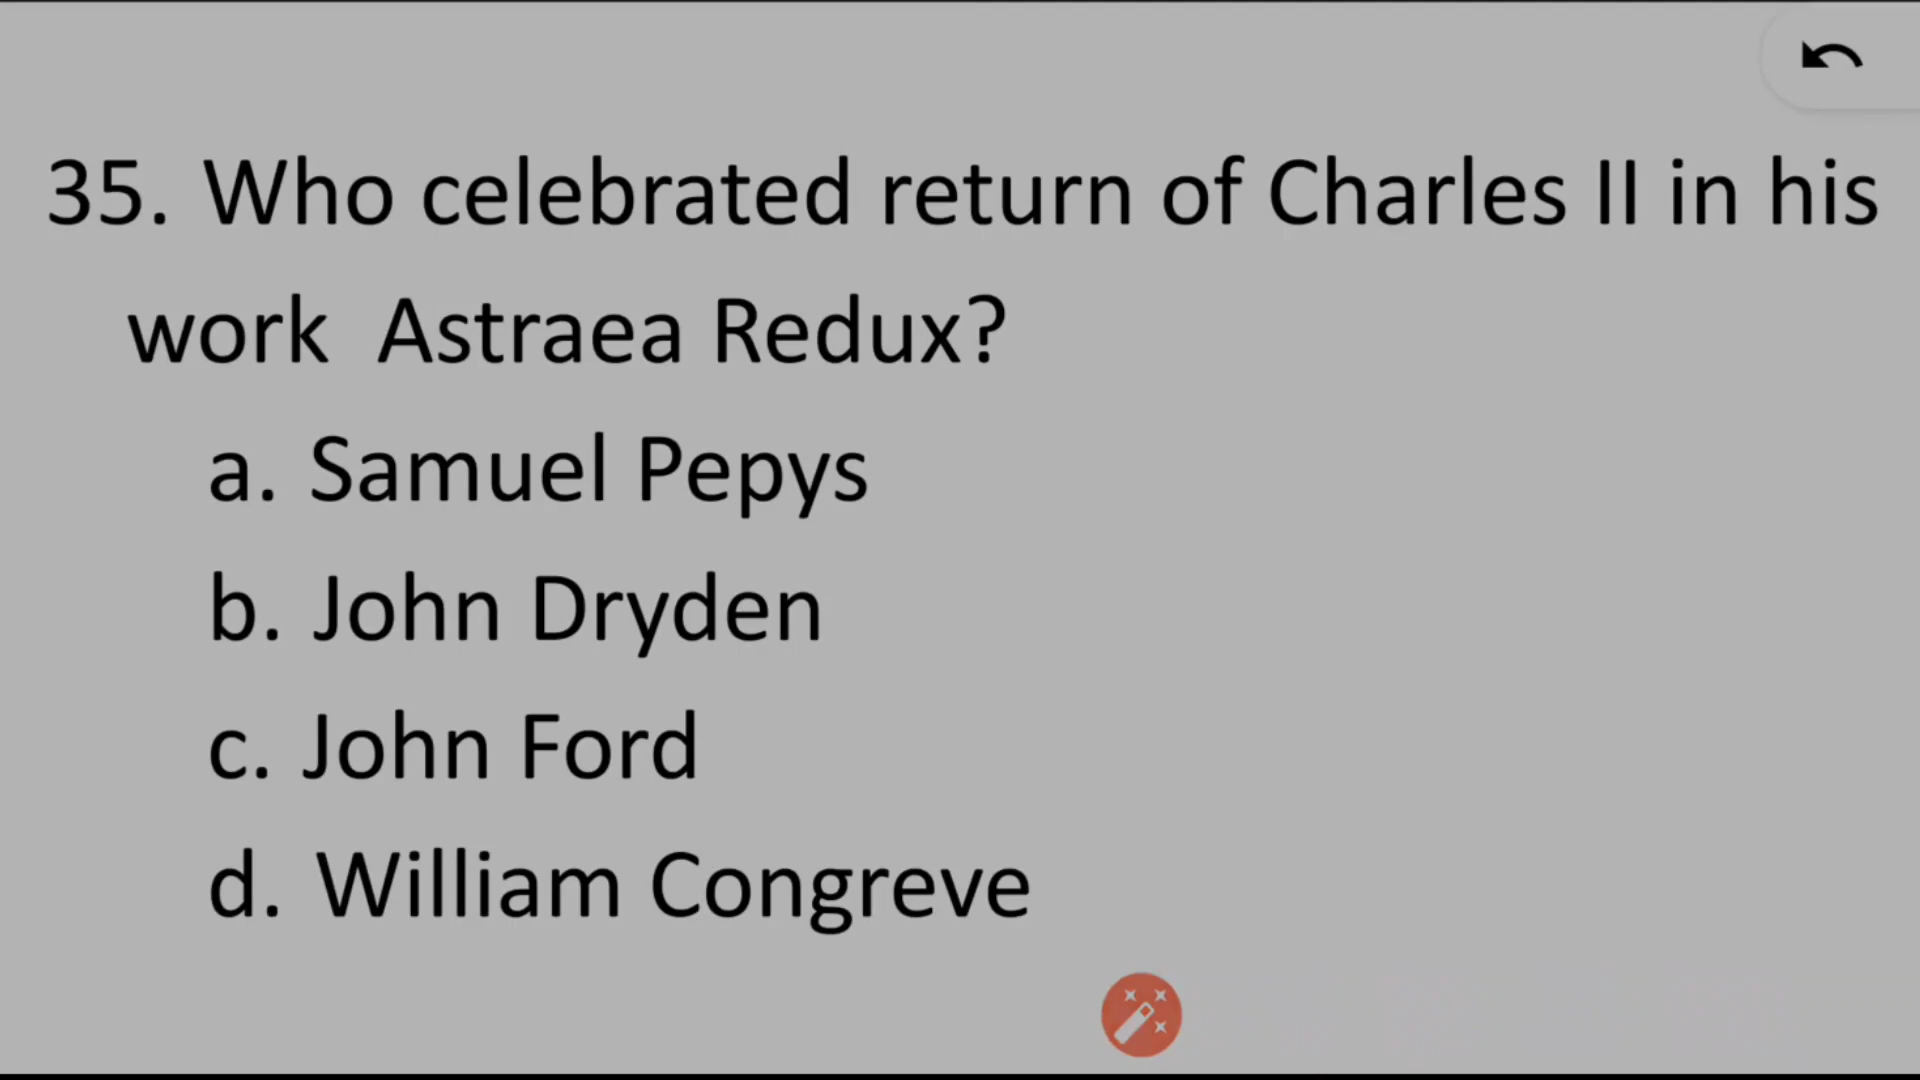 35. Who celebrated return of Charles II in his
work Astraea Redux?
a. Samuel Pepys
b. John Dryden
c. John Ford
d. William Congreve